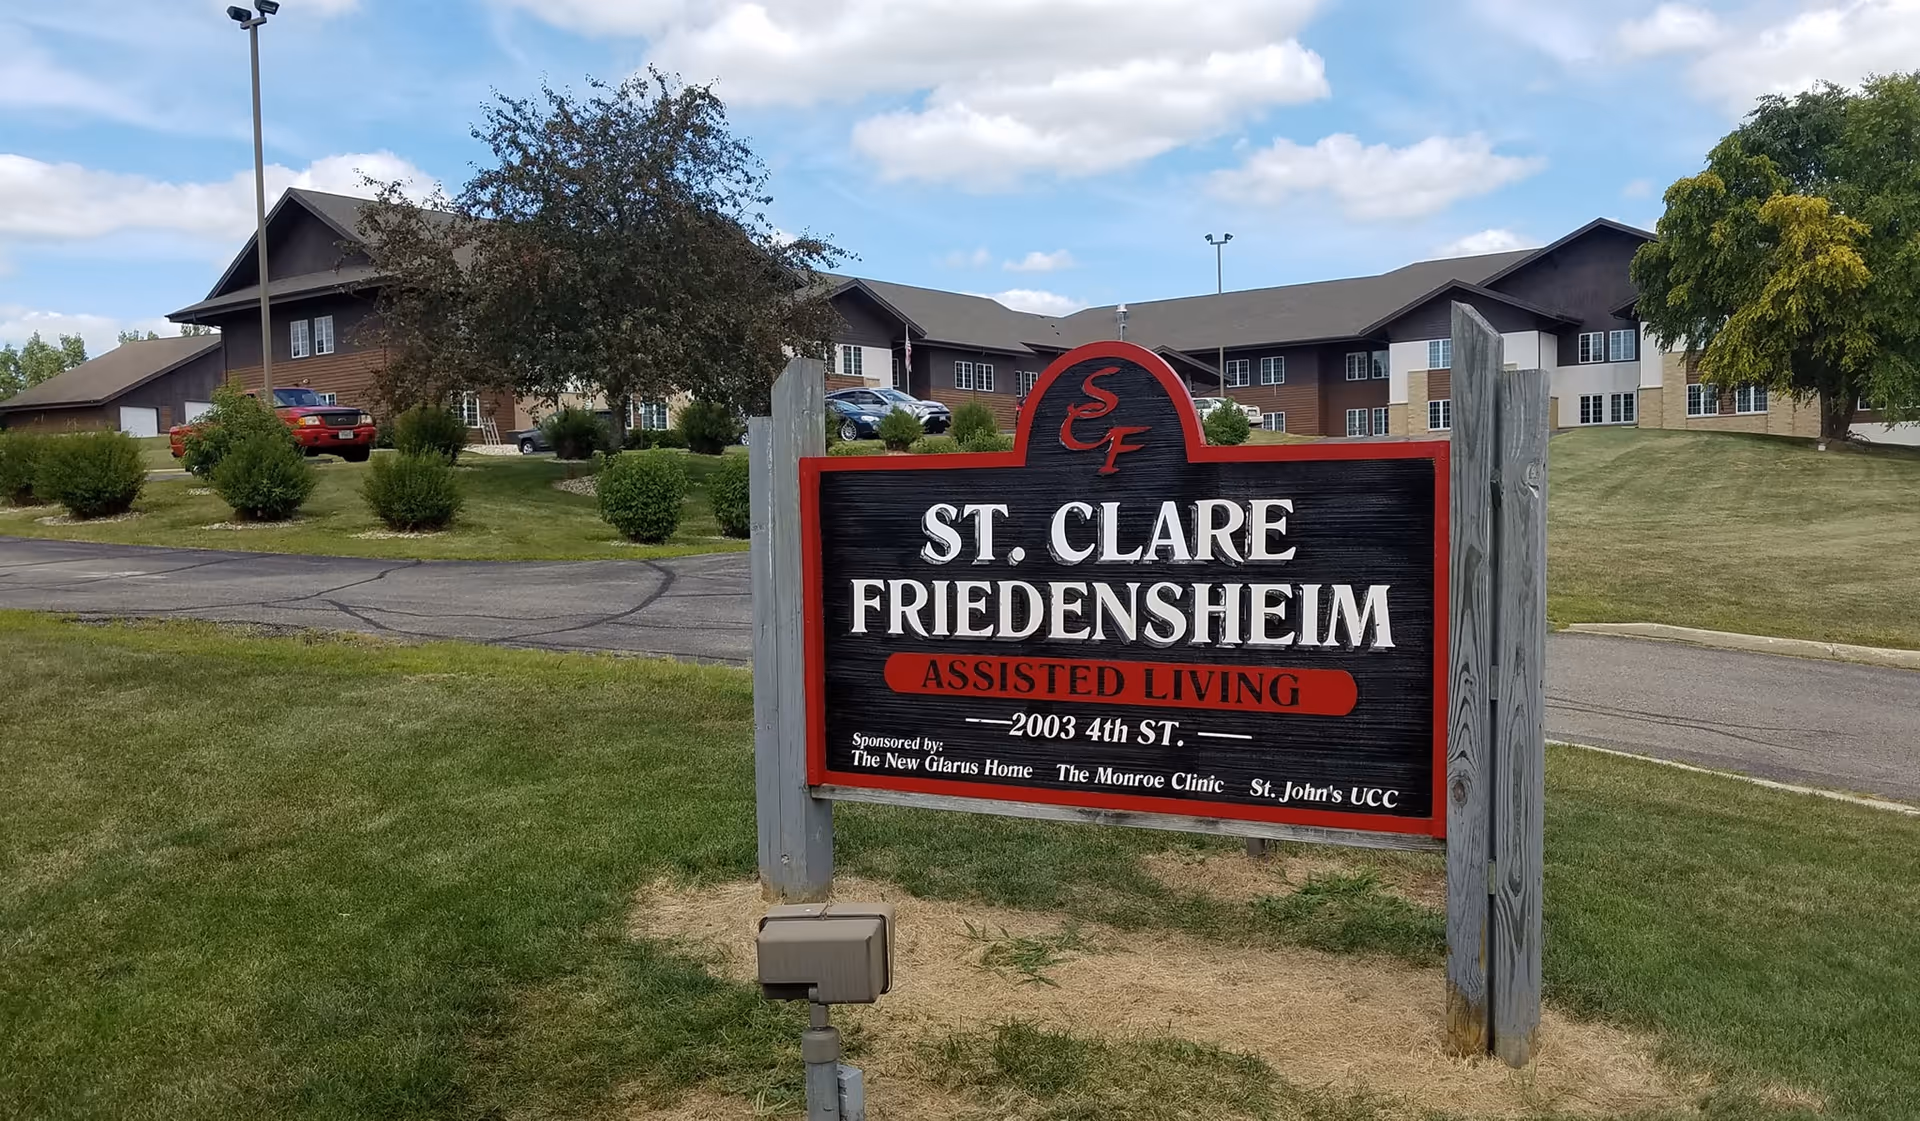 SCF
ST. CLARE
FRIEDENSHEIM
ASSISTED LIVING
2003 4th ST.
Sponsored by:
The New Glarus Home The Monroe Clinic St. John's UCC